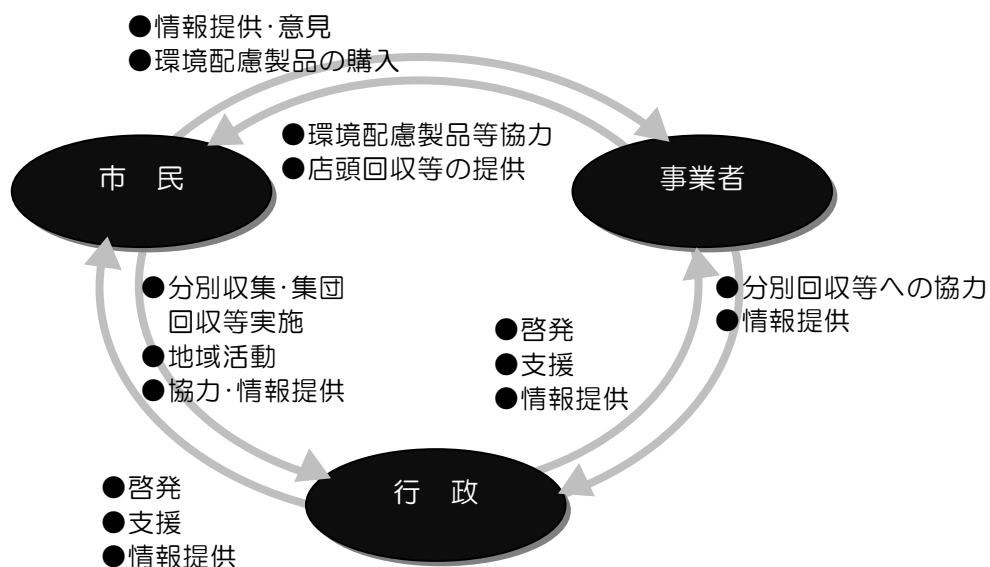 ●情報提供･意見
●環境配慮製品の購入
●環境配慮製品等協力
●店頭回収等の提供
市　民
事業者
●分別収集･集団
回収等実施
●地域活動
●協力･情報提供
●啓発
●支援
●情報提供
●分別回収等への協力
●情報提供
行　政
●啓発
●支援
●情報提供